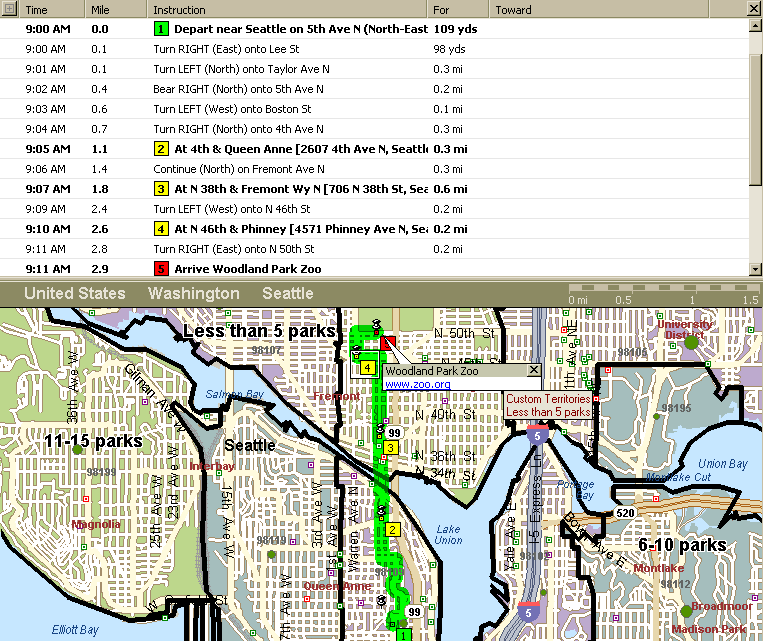 Time Mile Instruction For Toward
9:00 AM 0.0 1 Depart near Seattle on 5th Ave N (North-East 109 yds
9:00 AM 0.1 Turn RIGHT (East) onto Lee St 98 yds
9:01 AM 0.1 Turn LEFT (North) onto Taylor Ave N 0.3 mi
9:02 AM 0.4 Bear RIGHT (North) onto 5th Ave N 0.2 mi
9:03 AM 0.6 Turn LEFT (West) onto Boston St 0.1 mi
9:04 AM 0.7 Turn RIGHT (North) onto 4th Ave N 0.3 mi
9:05 AM 1.1 2 At 4th & Queen Anne [2607 4th Ave N, Seattl 0.3 mi
9:06 AM 1.4 Continue (North) on Fremont Ave N
9:07 AM 1.8 3 At N 38th & Fremont Wy N [706 N 38th St, Sea 0.6 mi
9:09 AM 2.4 Turn LEFT (West) onto N 46th St 0.2 mi
9:10 AM 2.6 4 At N 46th & Phinney [4571 Phinney Ave N, Sea 0.2 mi
9:11 AM 2.8 Turn RIGHT (East) onto N 50th St 0.2 mi
9:11 AM 2.9 5 Arrive Woodland Park Zoo
United States Washington Seattle
0 mi 0.5 1 1.5
Less than 5 parks
N 50th St
University
District
98107
98105
4
Woodland Park Zoo
www.zoo.org
Gilman Ave W
36th Ave W
11th Ave NE
Salmon Bay
Fremont
Custom Territories
Less than 5 parks
98195
N 40th St
11-15 parks
Seattle
99
5
3
N 36th St
N 34th St
98199
Interbay
Union Bay
Montlake Cut
Portage
Bay
25th Ave W
23rd Ave W
15th Ave W
3rd Ave W
1st Ave W
Warren Ave N
I-5 Express Ln
Magnolia
2
Lake
Union
520
Boyer Ave E
6-10 parks
98119
98109
98102
Montlake
98112
Queen Anne
99
5
Broadmoor
Elliott Bay
1
Madison Park